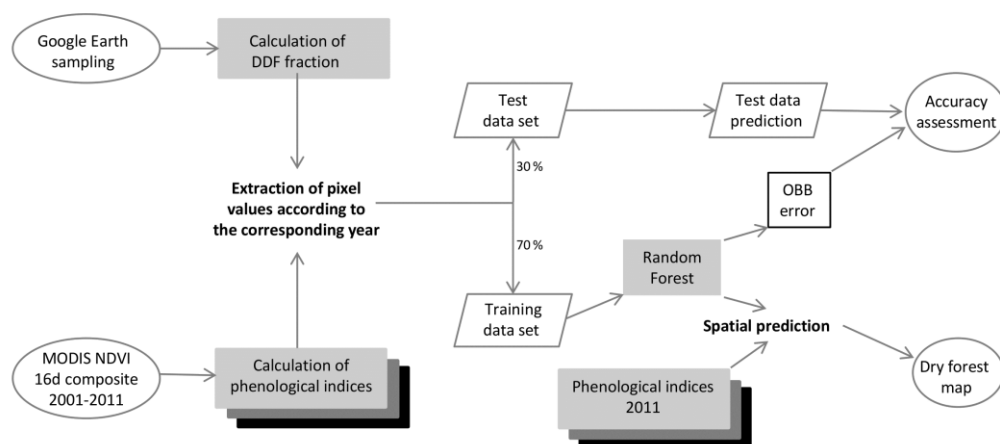 Google Earth
sampling
Calculation of
DDF fraction
Test
data set
Test data
prediction
Accuracy
assessment
30 %
Extraction of pixel
values according to
the corresponding year
OBB
error
70 %
Random
Forest
Training
data set
Spatial prediction
MODIS NDVI
16d composite
2001-2011
Calculation of
phenological indices
Phenological indices
2011
Dry forest
map